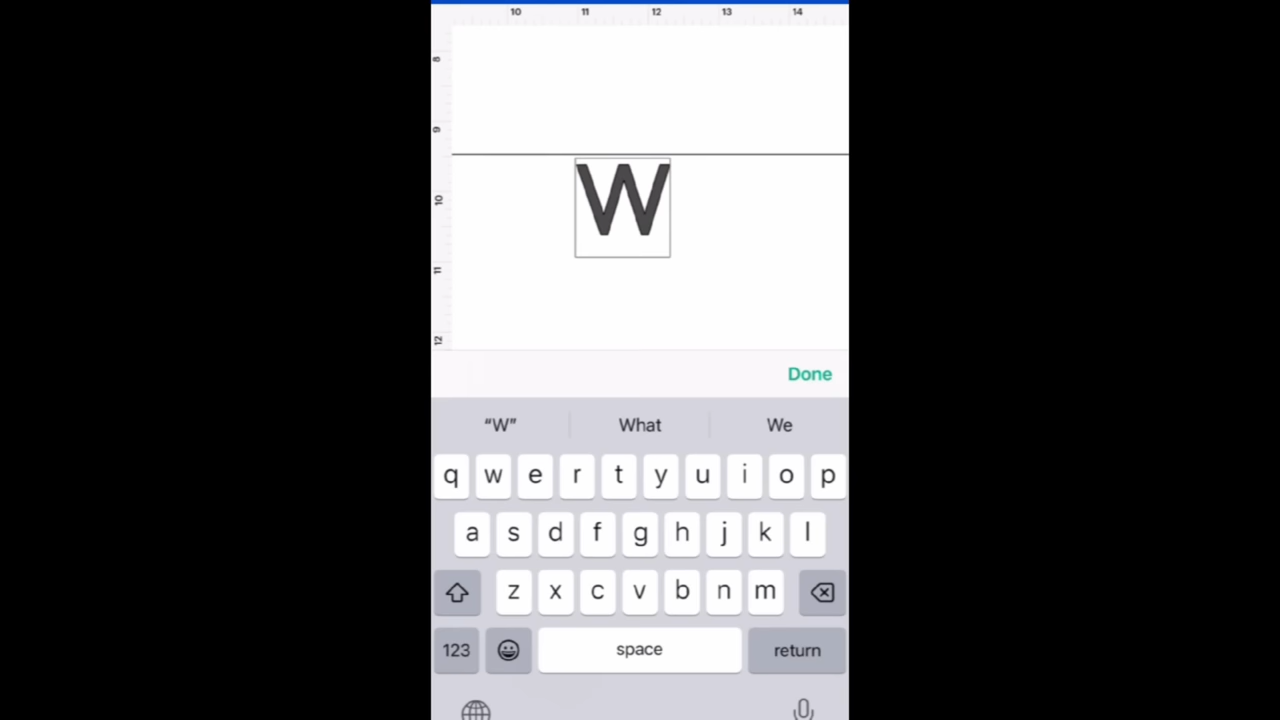 10 11 12 13 14
8
9
10
11
12
W
Done
“W” What We
q w e r t y u i o p
a s d f g h j k l
z x c v b n m
123 space return